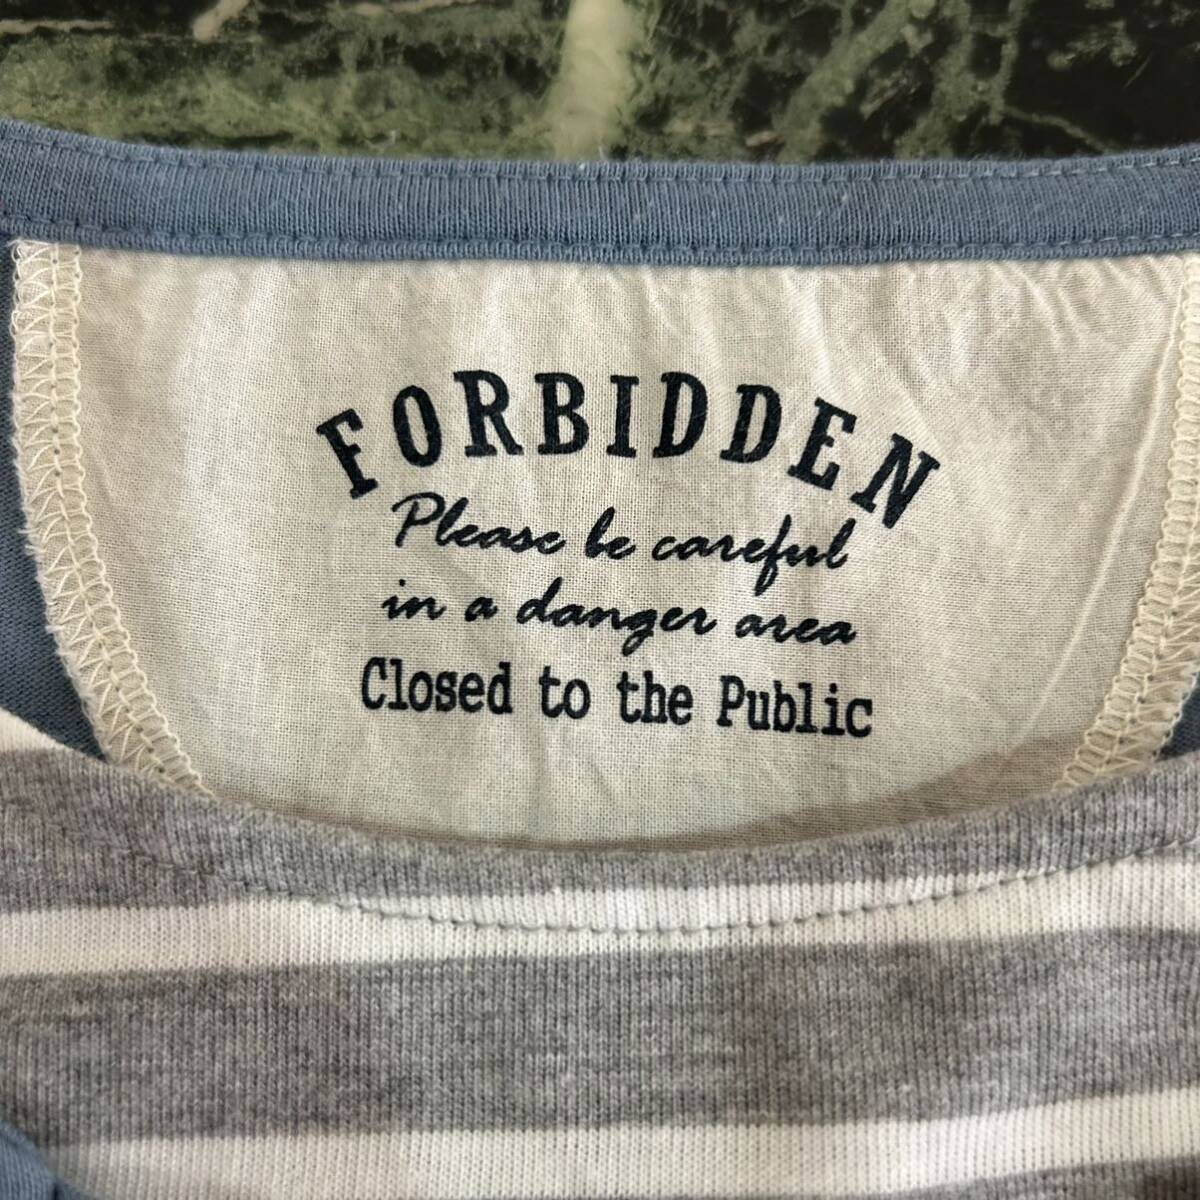 FORBIDDEN
Please be careful
in a danger area
Closed to the Public